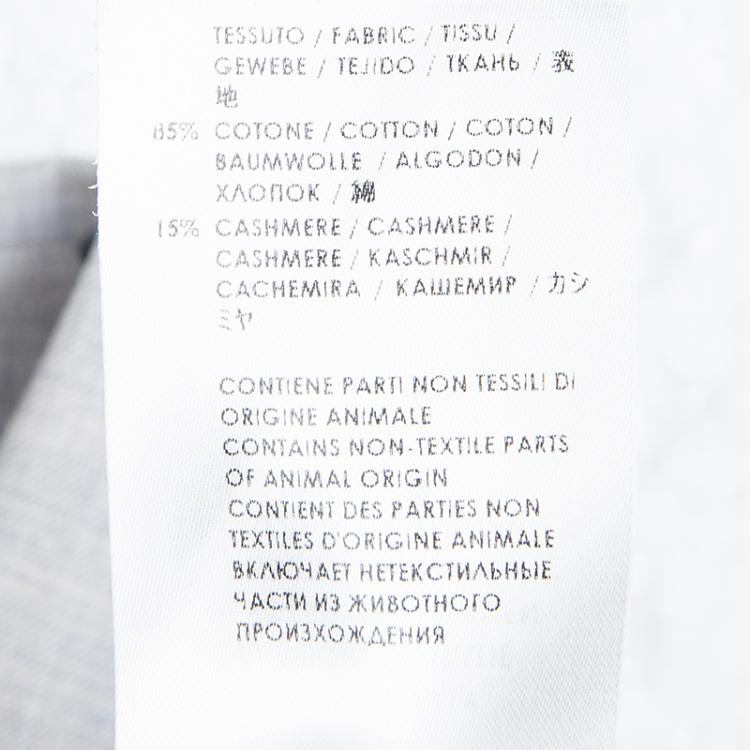 TESSUTO / FABRIC / TISSU /
GEWEBE / TEJIDO / ТКАНЬ / 表
地
85% COTONE / COTTON / COTON /
BAUMWOLLE / ALGODON /
ХЛОПОК / 綿
15% CASHMERE / CASHMERE /
CASHMERE / KASCHMIR /
CACHEMIRA / КАШЕМИР / カシ
ミヤ
CONTIENE PARTI NON TESSILI DI
ORIGINE ANIMALE
CONTAINS NON-TEXTILE PARTS
OF ANIMAL ORIGIN
CONTIENT DES PARTIES NON
TEXTILES D'ORIGINE ANIMALE
ВКЛЮЧАЕТ НЕТЕКСТИЛЬНЫЕ
ЧАСТИ ИЗ ЖИВОТНОГО
ПРОИЗХОЖДЕНИЯ